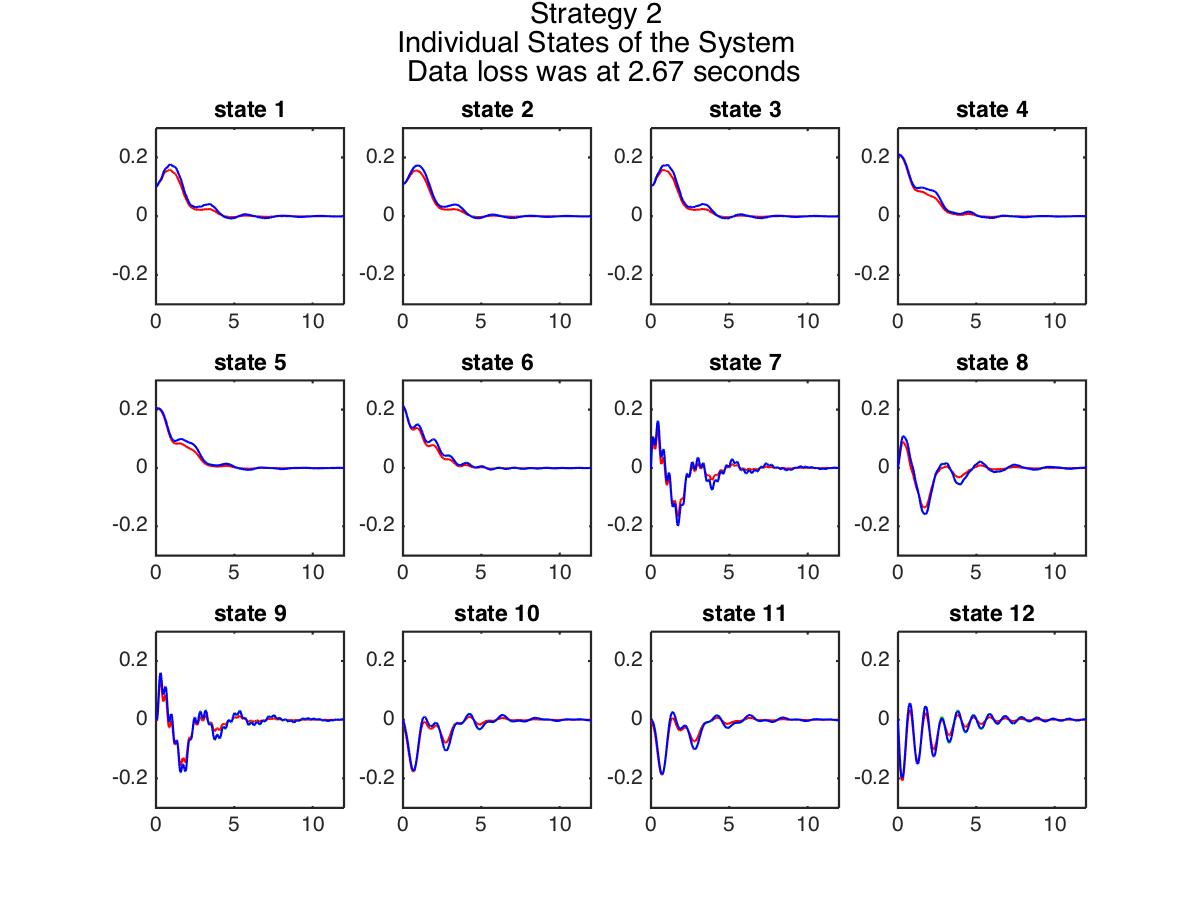 Strategy 2
Individual States of the System
Data loss was at 2.67 seconds
state 1 state 2 state 3 state 4
0.2 0.2 0.2 0.2
0 0 0 0
-0.2 -0.2 -0.2 -0.2
0 5 10 0 5 10 0 5 10 0 5 10
state 5 state 6 state 7 state 8
0.2 0.2 0.2 0.2
0 0 0 0
-0.2 -0.2 -0.2 -0.2
0 5 10 0 5 10 0 5 10 0 5 10
state 9 state 10 state 11 state 12
0.2 0.2 0.2 0.2
0 0 0 0
-0.2 -0.2 -0.2 -0.2
0 5 10 0 5 10 0 5 10 0 5 10